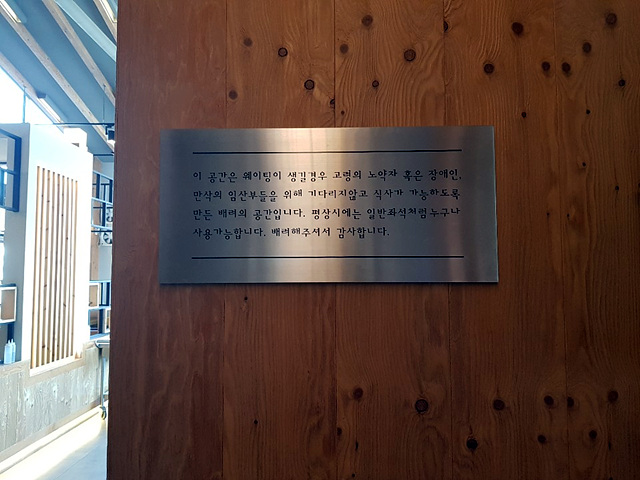 이 공간은 웨이팅이 생길경우 고령의 노약자 혹은 장애인,
만삭의 임산부들을 위해 기다리지않고 식사가 가능하도록
만든 배려의 공간입니다. 평상시에는 일반좌석처럼 누구나
사용가능합니다. 배려해주셔서 감사합니다.